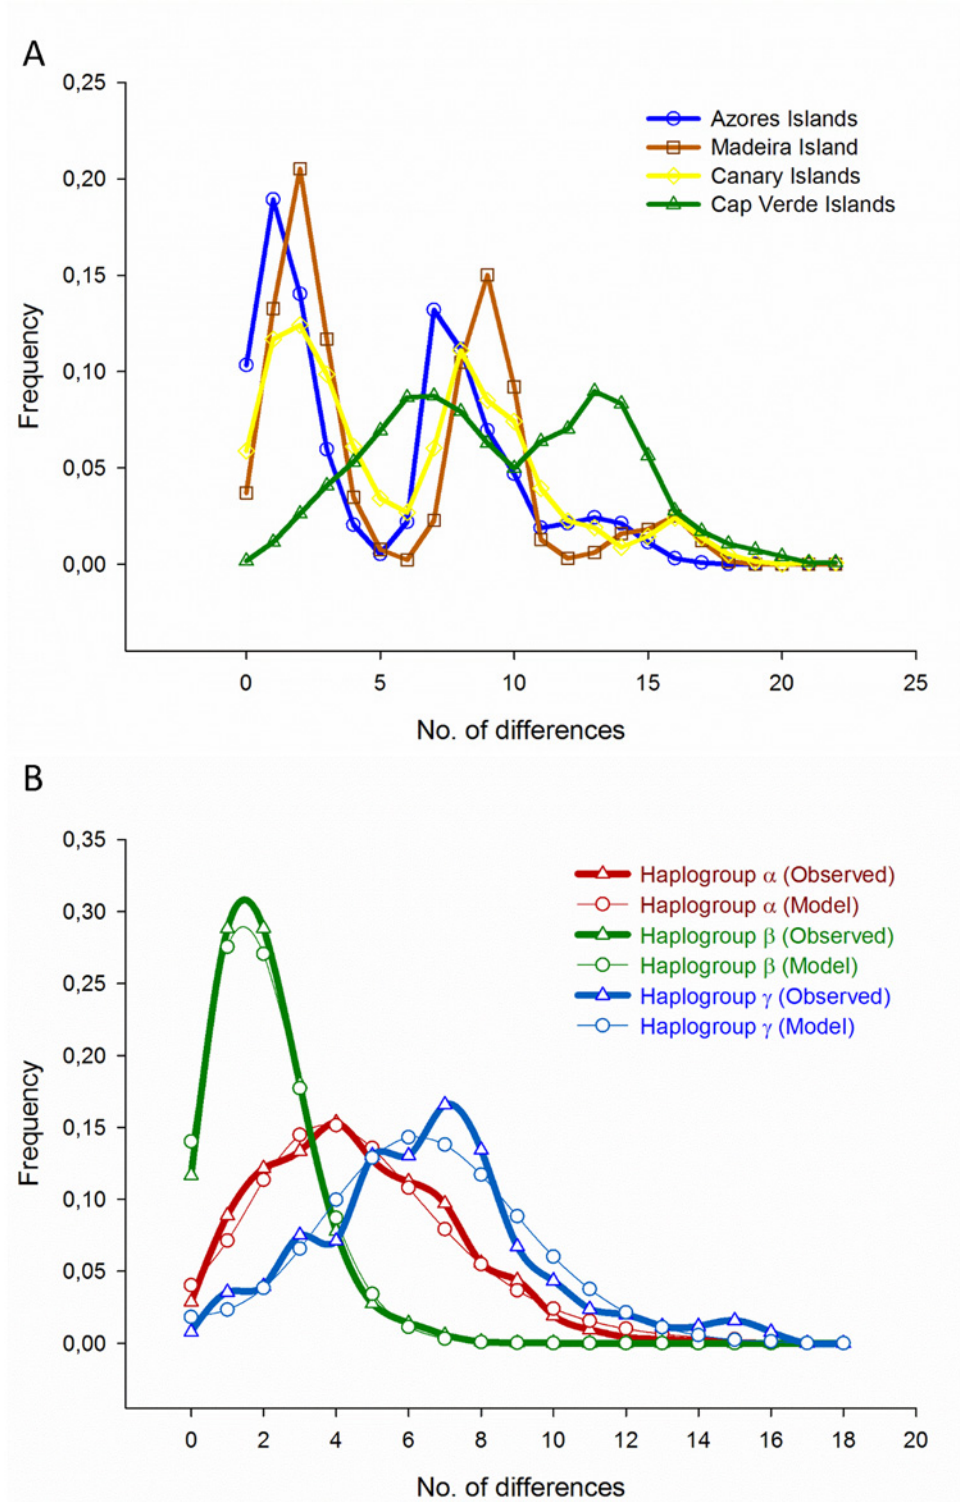 A
0,25
0,20
0,15
0,10
0,05
0,00
Frequency
Azores Islands
Madeira Island
Canary Islands
Cap Verde Islands
0 5 10 15 20 25
No. of differences
B
0,35
0,30
0,25
0,20
0,15
0,10
0,05
0,00
Frequency
Haplogroup α (Observed)
Haplogroup α (Model)
Haplogroup β (Observed)
Haplogroup β (Model)
Haplogroup γ (Observed)
Haplogroup γ (Model)
0 2 4 6 8 10 12 14 16 18 20
No. of differences